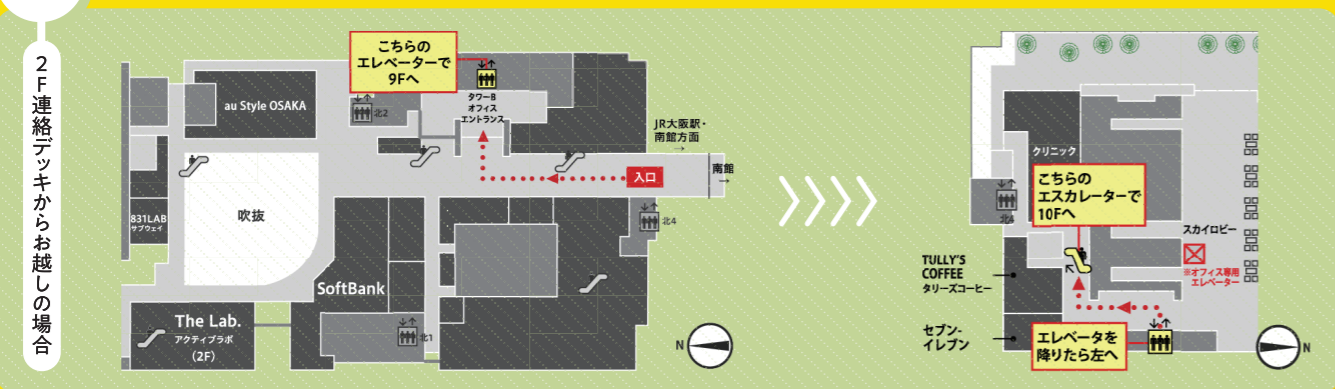 2F連絡デッキからお越しの場合
こちらの
エレベーターで
9Fへ
au Style OSAKA
北2
タワーB
オフィス
エントランス
JR大阪駅・
南館方面
→
入口
南館
→
831LAB
サブウェイ
吹抜
北4
SoftBank
The Lab.
アクティブラボ
(2F)
北1
N
クリニック
こちらの
エスカレーターで
10Fへ
北4
スカイロビー
※オフィス専用
エレベーター
TULLY'S
COFFEE
タリーズコーヒー
セブン-
イレブン
エレベータを
降りたら左へ
N